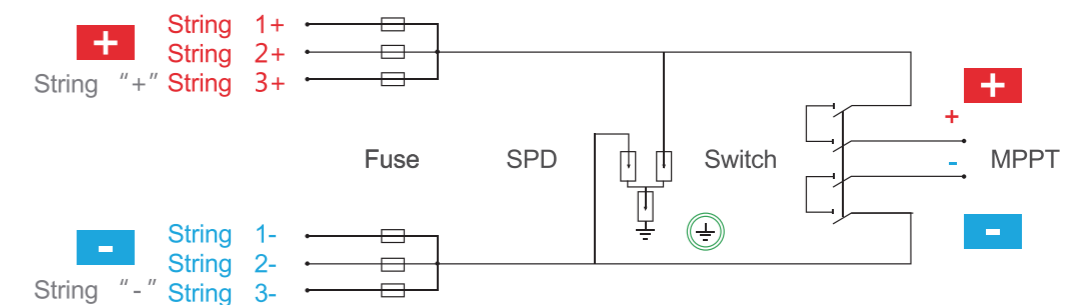 +
String 1+
String 2+
String "+" String 3+
+
+
Fuse SPD Switch - MPPT
-
String 1-
-
String 2-
String "-" String 3-